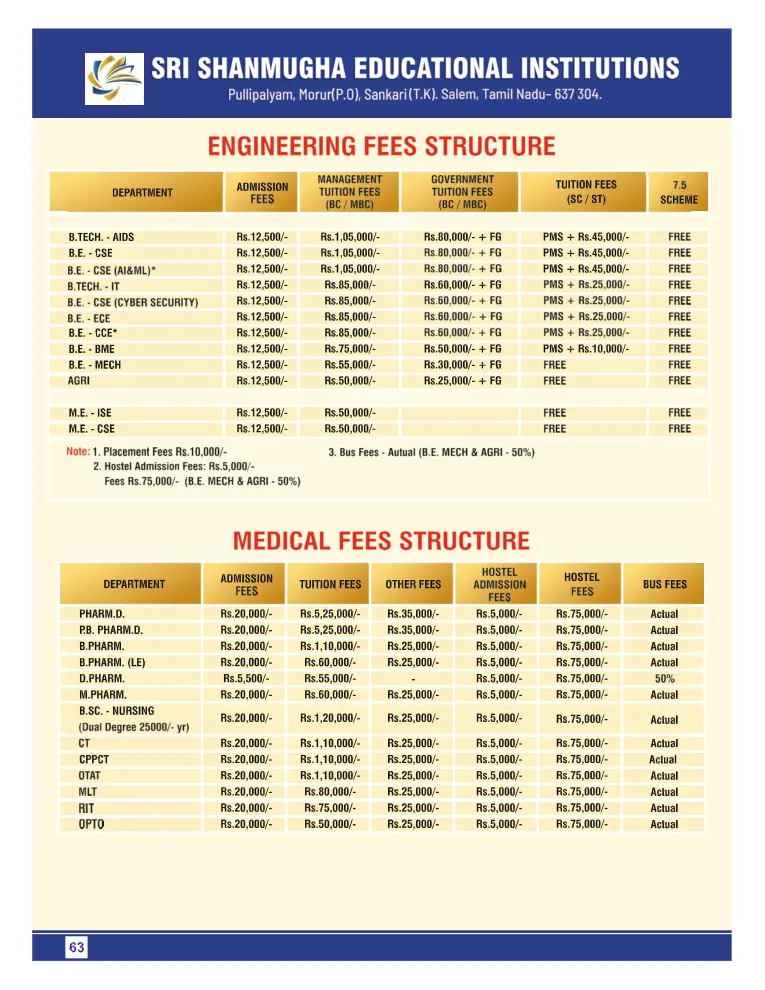 SRI SHANMUGHA EDUCATIONAL INSTITUTIONS
Pullipalyam, Morur(P.O), Sankari(T.K). Salem, Tamil Nadu- 637 304.
ENGINEERING FEES STRUCTURE
DEPARTMENT ADMISSION FEES MANAGEMENT TUITION FEES (BC / MBC) GOVERNMENT TUITION FEES (BC / MBC) TUITION FEES (SC / ST) 7.5 SCHEME
B.TECH. - AIDS Rs.12,500/- Rs.1,05,000/- Rs.80,000/- + FG PMS + Rs.45,000/- FREE
B.E. - CSE Rs.12,500/- Rs.1,05,000/- Rs.80,000/- + FG PMS + Rs.45,000/- FREE
B.E. - CSE (AI&ML)* Rs.12,500/- Rs.1,05,000/- Rs.80,000/- + FG PMS + Rs.45,000/- FREE
B.TECH. - IT Rs.12,500/- Rs.85,000/- Rs.60,000/- + FG PMS + Rs.25,000/- FREE
B.E. - CSE (CYBER SECURITY) Rs.12,500/- Rs.85,000/- Rs.60,000/- + FG PMS + Rs.25,000/- FREE
B.E. - ECE Rs.12,500/- Rs.85,000/- Rs.60,000/- + FG PMS + Rs.25,000/- FREE
B.E. - CCE* Rs.12,500/- Rs.85,000/- Rs.60,000/- + FG PMS + Rs.25,000/- FREE
B.E. - BME Rs.12,500/- Rs.75,000/- Rs.50,000/- + FG PMS + Rs.10,000/- FREE
B.E. - MECH Rs.12,500/- Rs.55,000/- Rs.30,000/- + FG FREE FREE
AGRI Rs.12,500/- Rs.50,000/- Rs.25,000/- + FG FREE FREE
M.E. - ISE Rs.12,500/- Rs.50,000/- FREE FREE
M.E. - CSE Rs.12,500/- Rs.50,000/- FREE FREE
Note: 1. Placement Fees Rs.10,000/- 3. Bus Fees - Autual (B.E. MECH & AGRI - 50%)
2. Hostel Admission Fees: Rs.5,000/-
Fees Rs.75,000/- (B.E. MECH & AGRI - 50%)
MEDICAL FEES STRUCTURE
DEPARTMENT ADMISSION FEES TUITION FEES OTHER FEES HOSTEL ADMISSION FEES HOSTEL FEES BUS FEES
PHARM.D. Rs.20,000/- Rs.5,25,000/- Rs.35,000/- Rs.5,000/- Rs.75,000/- Actual
P.B. PHARM.D. Rs.20,000/- Rs.5,25,000/- Rs.35,000/- Rs.5,000/- Rs.75,000/- Actual
B.PHARM. Rs.20,000/- Rs.1,10,000/- Rs.25,000/- Rs.5,000/- Rs.75,000/- Actual
B.PHARM. (LE) Rs.20,000/- Rs.60,000/- Rs.25,000/- Rs.5,000/- Rs.75,000/- Actual
D.PHARM. Rs.5,500/- Rs.55,000/- - Rs.5,000/- Rs.75,000/- 50%
M.PHARM. Rs.20,000/- Rs.60,000/- Rs.25,000/- Rs.5,000/- Rs.75,000/- Actual
B.SC. - NURSING
(Dual Degree 25000/- yr) Rs.20,000/- Rs.1,20,000/- Rs.25,000/- Rs.5,000/- Rs.75,000/- Actual
CT Rs.20,000/- Rs.1,10,000/- Rs.25,000/- Rs.5,000/- Rs.75,000/- Actual
CPPCT Rs.20,000/- Rs.1,10,000/- Rs.25,000/- Rs.5,000/- Rs.75,000/- Actual
OTAT Rs.20,000/- Rs.1,10,000/- Rs.25,000/- Rs.5,000/- Rs.75,000/- Actual
MLT Rs.20,000/- Rs.80,000/- Rs.25,000/- Rs.5,000/- Rs.75,000/- Actual
RIT Rs.20,000/- Rs.75,000/- Rs.25,000/- Rs.5,000/- Rs.75,000/- Actual
OPTO Rs.20,000/- Rs.50,000/- Rs.25,000/- Rs.5,000/- Rs.75,000/- Actual
63